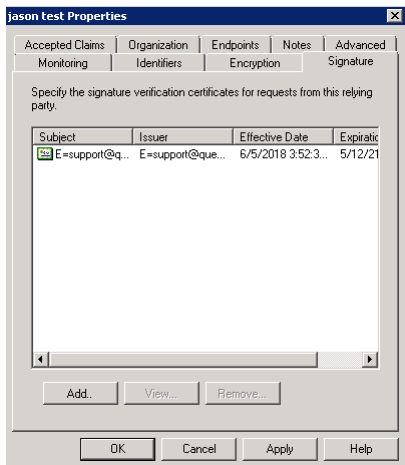 jason test Properties
Accepted Claims Organization Endpoints Notes Advanced
Monitoring Identifiers Encryption Signature
Specify the signature verification certificates for requests from this relying
party.
Subject Issuer Effective Date Expiratic
E=support@q... E=support@que... 6/5/2018 3:52:3... 5/12/21
Add.. View... Remove...
OK Cancel Apply Help